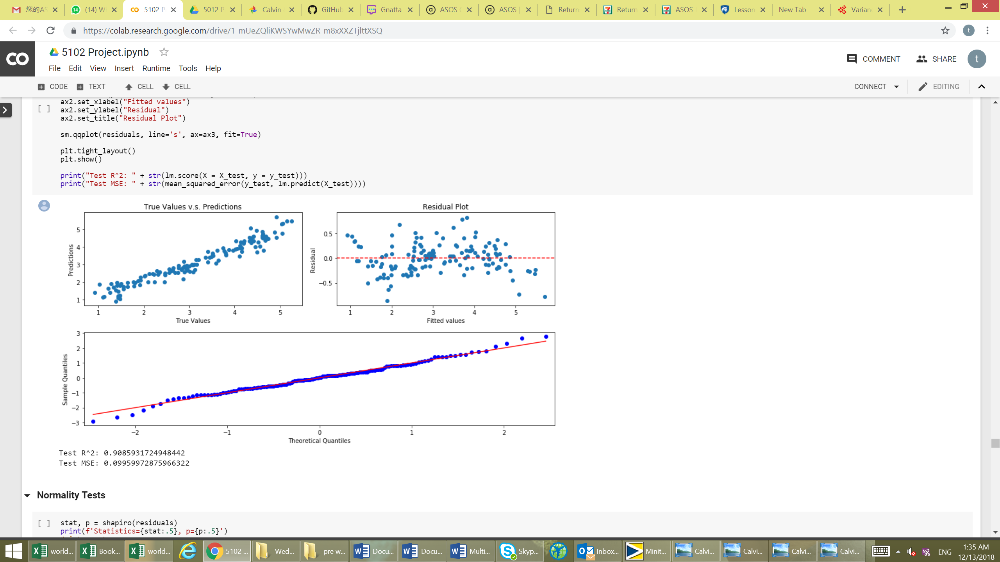 您的AS
(14) W
5102 P
5012 P
Calvin
GitHub
Gnatta
ASOS
ASOS
Return
Return
ASOS_
Lesson
New Tab
Varian
https://colab.research.google.com/drive/1-mUeZQliKWSYwMwZR-m8xXXZTjlttXSQ
t
CO
5102 Project.ipynb
COMMENT
SHARE
t
File Edit View Insert Runtime Tools Help
CODE TEXT CELL CELL
CONNECT
EDITING
ax2.set_xlabel("Fitted values")
[ ] ax2.set_ylabel("Residual")
ax2.set_title("Residual Plot")
sm.qqplot(residuals, line='s', ax=ax3, fit=True)
plt.tight_layout()
plt.show()
print("Test R^2: " + str(lm.score(X = X_test, y = y_test)))
print("Test MSE: " + str(mean_squared_error(y_test, lm.predict(X_test))))
True Values v.s. Predictions
Predictions
5
4
3
2
1
1 2 3 4 5
True Values
Residual Plot
Residual
0.5
0.0
−0.5
1 2 3 4 5
Fitted values
Sample Quantiles
3
2
1
0
−1
−2
−3
−2 −1 0 1 2
Theoretical Quantiles
Test R^2: 0.9085931724948442
Test MSE: 0.09959972875966322
Normality Tests
[ ] stat, p = shapiro(residuals)
print(f'Statistics={stat:.5}, p={p:.5}')
world...
Book...
world...
5102 ...
Wed...
pre w...
Docu...
Docu...
Multi...
Skyp...
Inbox...
Minit...
Calvi...
Calvi...
Calvi...
Calvi...
ENG
1:35 AM
12/13/2018